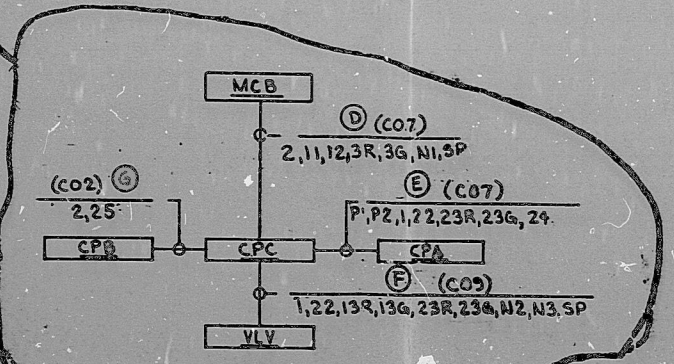 MCB
D (C07)
2,11,12,3R,3G,N1,SP
(C02) G
2,25
E (C07)
P1,P2,1,22,23R,23G,24
CPB
CPC
CPA
F (C09)
1,22,13R,13G,23R,23G,N2,N3,SP
VLV